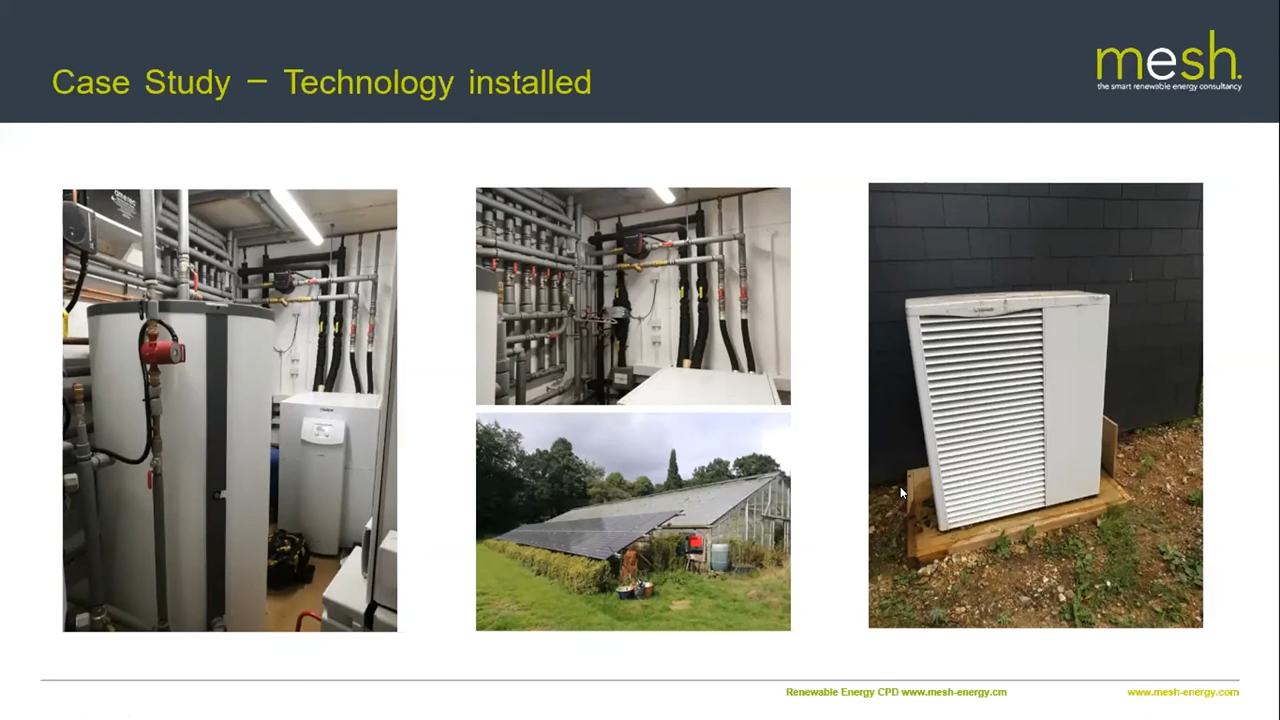 Case Study – Technology installed
mesh.
the smart renewable energy consultancy
Renewable Energy CPD www.mesh-energy.cm
www.mesh-energy.com